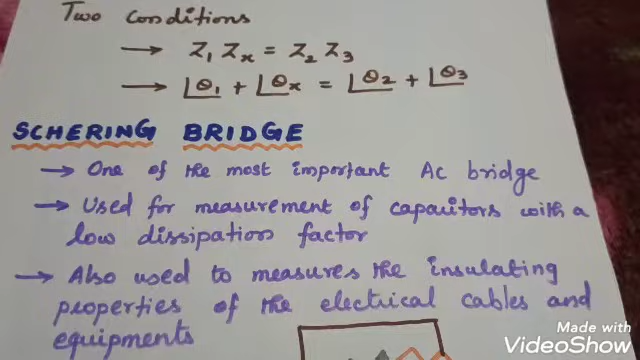 Two conditions
→ Z₁ Zₓ = Z₂ Z₃
→ ∠θ₁ + ∠θₓ = ∠θ₂ + ∠θ₃
SCHERING BRIDGE
→ One of the most important Ac bridge
→ Used for measurement of capacitors with a
low dissipation factor
→ Also used to measures the insulating
properties of the electrical cables and
equipments
Made with
VideoShow